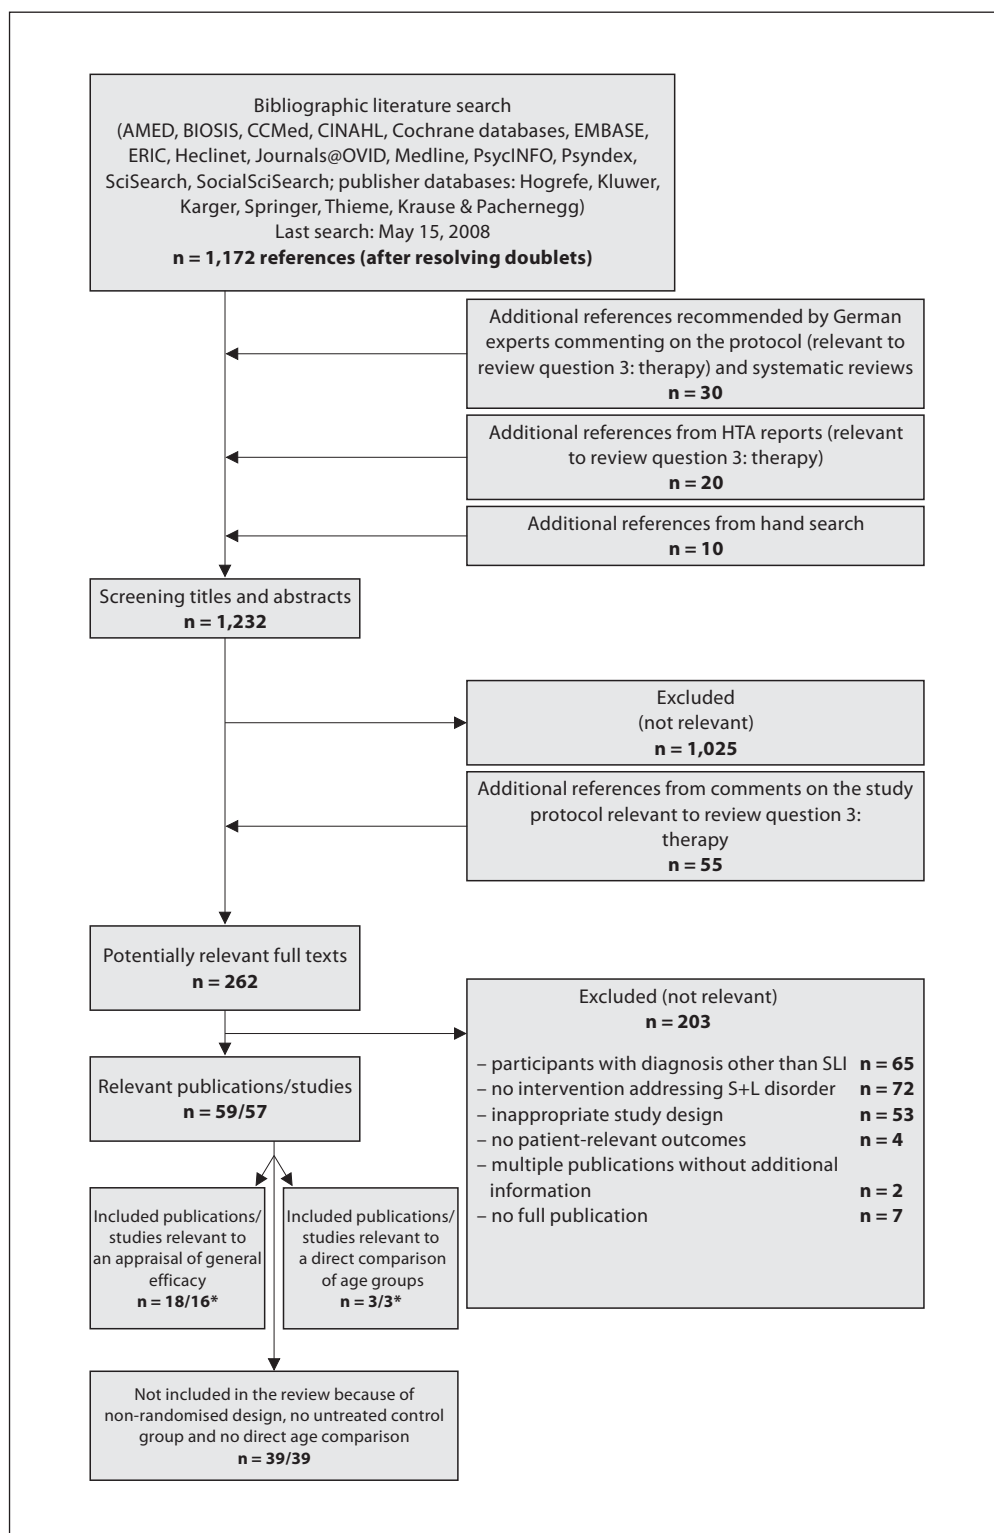 Bibliographic literature search
(AMED, BIOSIS, CCMed, CINAHL, Cochrane databases, EMBASE,
ERIC, Heclinet, Journals@OVID, Medline, PsycINFO, Psyndex,
SciSearch, SocialSciSearch; publisher databases: Hogrefe, Kluwer,
Karger, Springer, Thieme, Krause & Pachernegg)
Last search: May 15, 2008
n = 1,172 references (after resolving doublets)
Additional references recommended by German
experts commenting on the protocol (relevant to
review question 3: therapy) and systematic reviews
n = 30
Additional references from HTA reports (relevant
to review question 3: therapy)
n = 20
Additional references from hand search
n = 10
Screening titles and abstracts
n = 1,232
Excluded
(not relevant)
n = 1,025
Additional references from comments on the study
protocol relevant to review question 3:
therapy
n = 55
Potentially relevant full texts
n = 262
Excluded (not relevant)
n = 203
– participants with diagnosis other than SLI n = 65
– no intervention addressing S+L disorder n = 72
– inappropriate study design n = 53
– no patient-relevant outcomes n = 4
– multiple publications without additional
information n = 2
– no full publication n = 7
Relevant publications/studies
n = 59/57
Included publications/
studies relevant to
an appraisal of general
efficacy
n = 18/16*
Included publications/
studies relevant to
a direct comparison
of age groups
n = 3/3*
Not included in the review because of
non-randomised design, no untreated control
group and no direct age comparison
n = 39/39